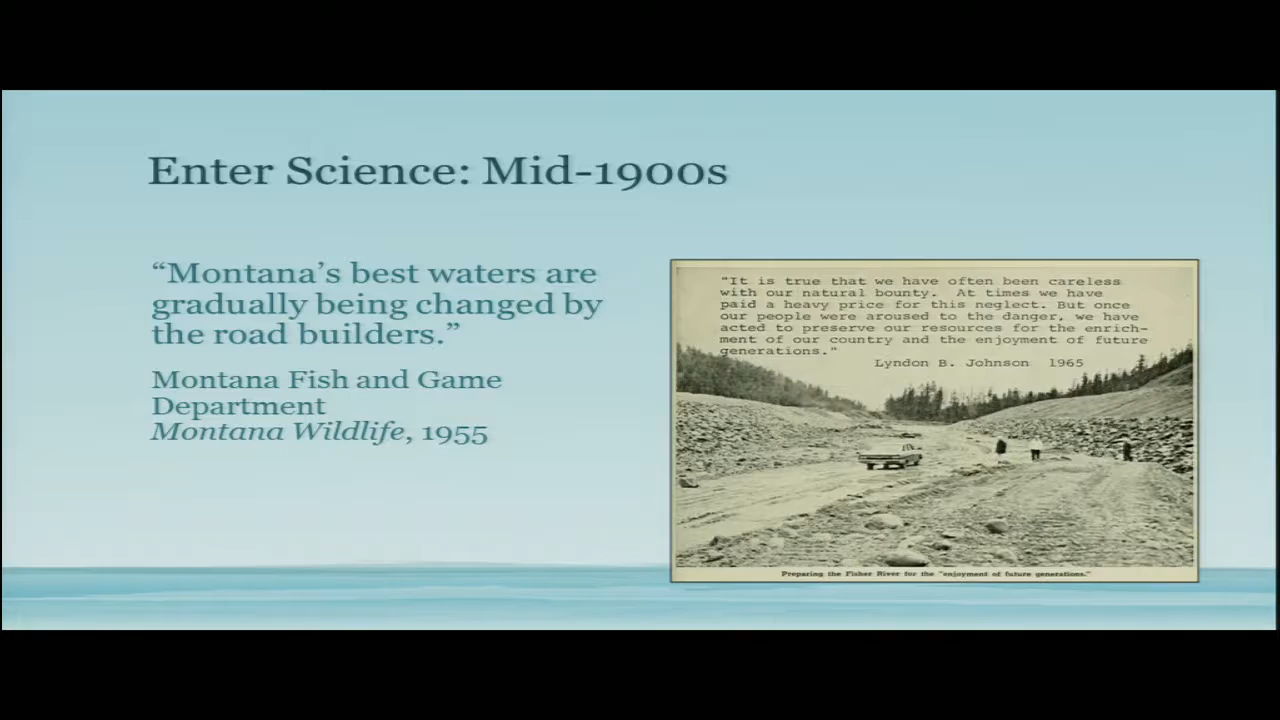 Enter Science: Mid-1900s
“Montana’s best waters are
gradually being changed by
the road builders.”
Montana Fish and Game
Department
Montana Wildlife, 1955
"It is true that we have often been careless
with our natural bounty. At times we have
paid a heavy price for this neglect. But once
our people were aroused to the danger, we have
acted to preserve our resources for the enrich-
ment of our country and the enjoyment of future
generations."
Lyndon B. Johnson 1965
Preparing the Fisher River for the "enjoyment of future generations."